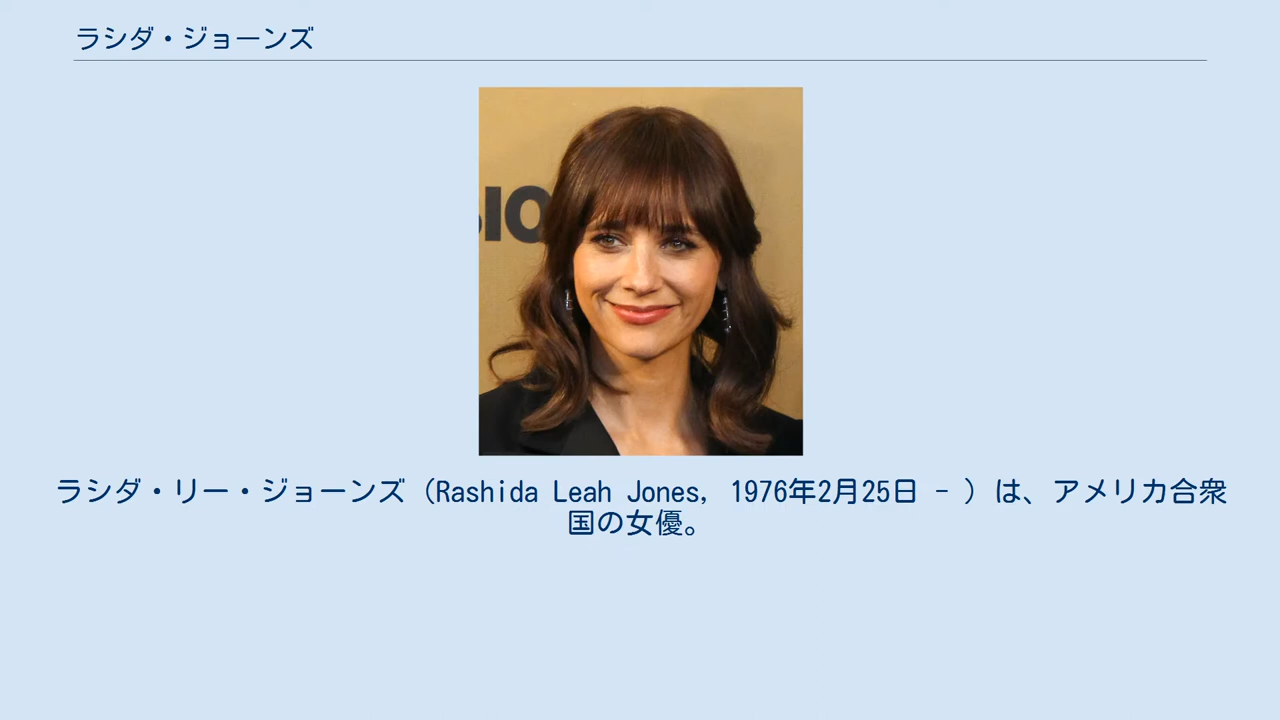 ラシダ・ジョーンズ
IO
ラシダ・リー・ジョーンズ（Rashida Leah Jones, 1976年2月25日 - ）は、アメリカ合衆
国の女優。